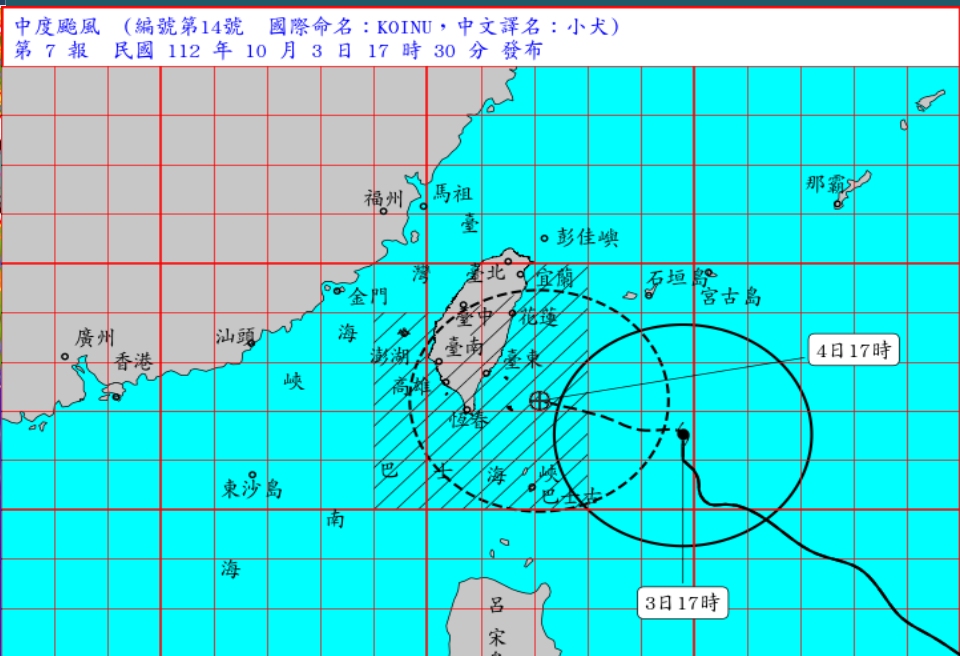 中度颱風　(編號第14號　國際命名：KOINU，中文譯名：小犬)
第 7 報　民國 112 年 10 月 3 日 17 時 30 分 發布
那霸
福州
馬祖
臺
彭佳嶼
灣
臺北
宜蘭
石垣島
宮古島
金門
臺中
花蓮
海
廣州
汕頭
澎湖
臺南
臺東
4日17時
香港
峽
高雄
恆春
巴
士
海
峽
東沙島
巴士士
南
海
3日17時
呂
宋